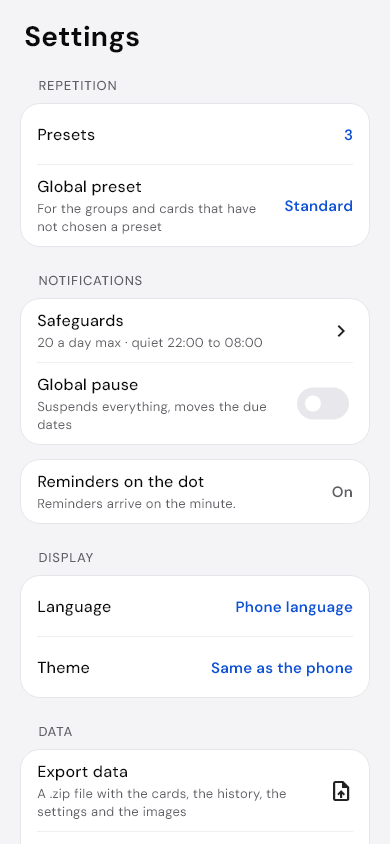 Settings
REPETITION
Presets
3
Global preset
For the groups and cards that have
not chosen a preset
Standard
NOTIFICATIONS
Safeguards
20 a day max · quiet 22:00 to 08:00
Global pause
Suspends everything, moves the due
dates
Reminders on the dot
Reminders arrive on the minute.
On
DISPLAY
Language
Phone language
Theme
Same as the phone
DATA
Export data
A .zip file with the cards, the history, the
settings and the images